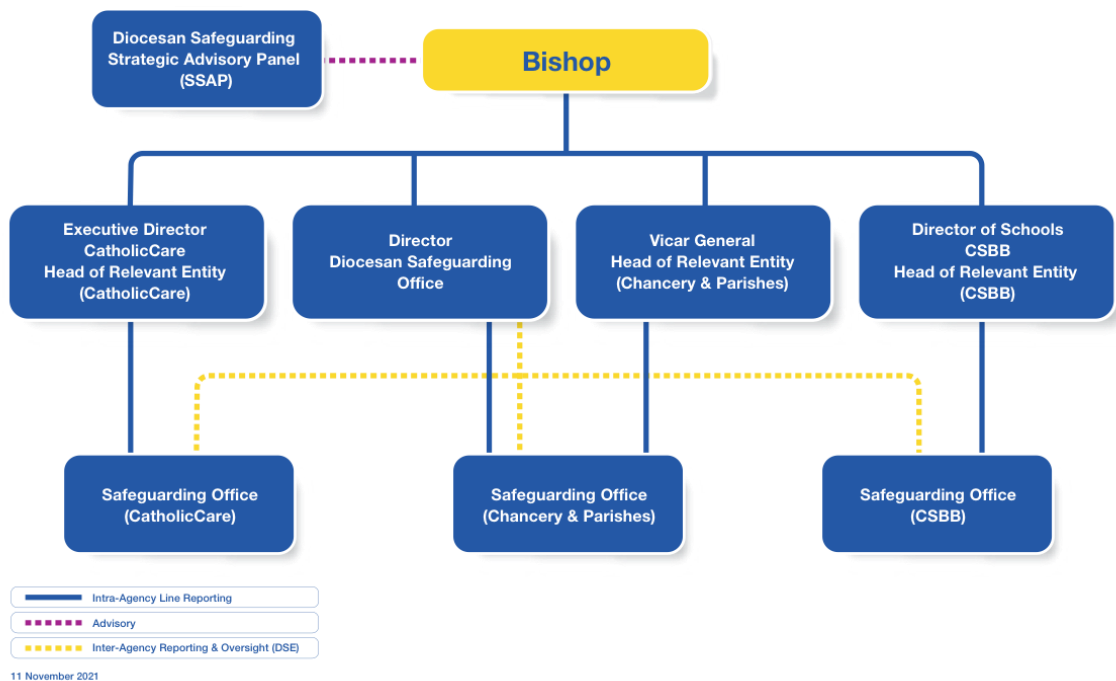 Diocesan Safeguarding
Strategic Advisory Panel
(SSAP)
Bishop
Executive Director
CatholicCare
Head of Relevant Entity
(CatholicCare)
Director
Diocesan Safeguarding
Office
Vicar General
Head of Relevant Entity
(Chancery & Parishes)
Director of Schools
CSBB
Head of Relevant Entity
(CSBB)
Safeguarding Office
(CatholicCare)
Safeguarding Office
(Chancery & Parishes)
Safeguarding Office
(CSBB)
Intra-Agency Line Reporting
Advisory
Inter-Agency Reporting & Oversight (DSE)
11 November 2021